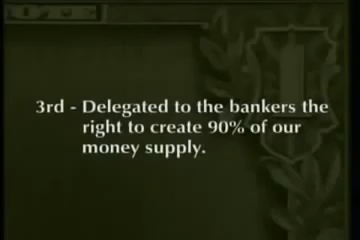 3rd - Delegated to the bankers the
right to create 90% of our
money supply.